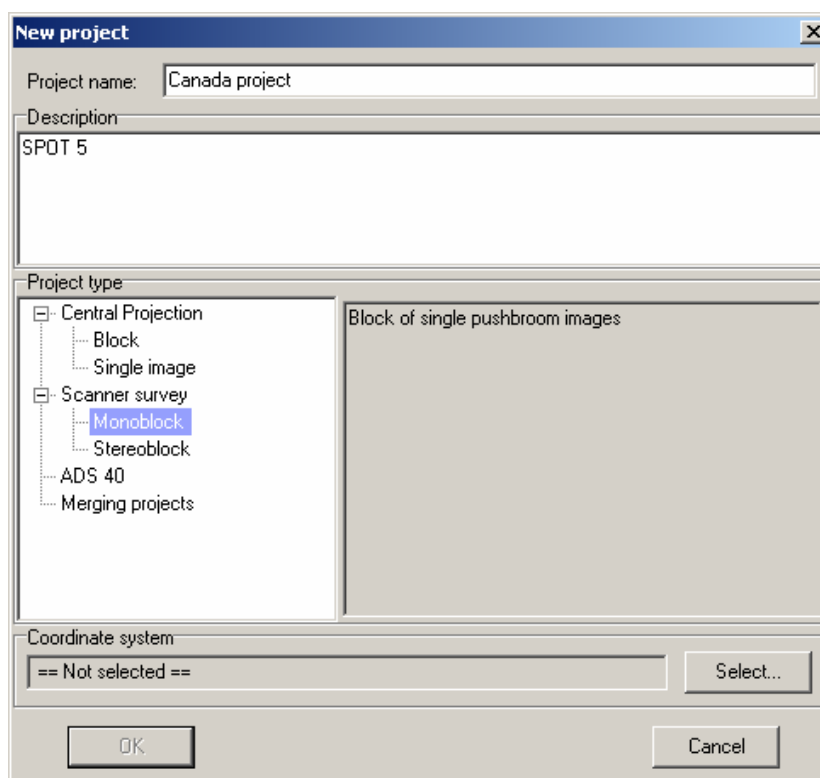 New project
Project name: Canada project
Description
SPOT 5
Project type
Central Projection
Block
Single image
Scanner survey
Monoblock
Stereoblock
ADS 40
Merging projects
Block of single pushbroom images
Coordinate system
== Not selected == Select...
OK Cancel